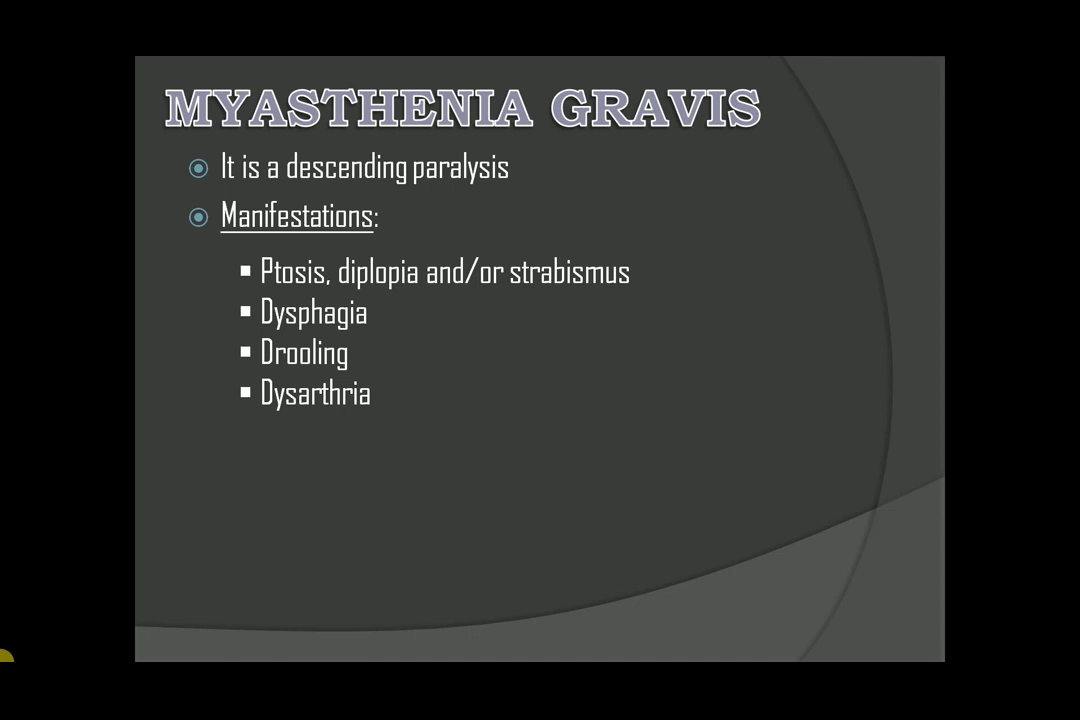 MYASTHENIA GRAVIS
It is a descending paralysis
Manifestations:
Ptosis, diplopia and/or strabismus
Dysphagia
Drooling
Dysarthria